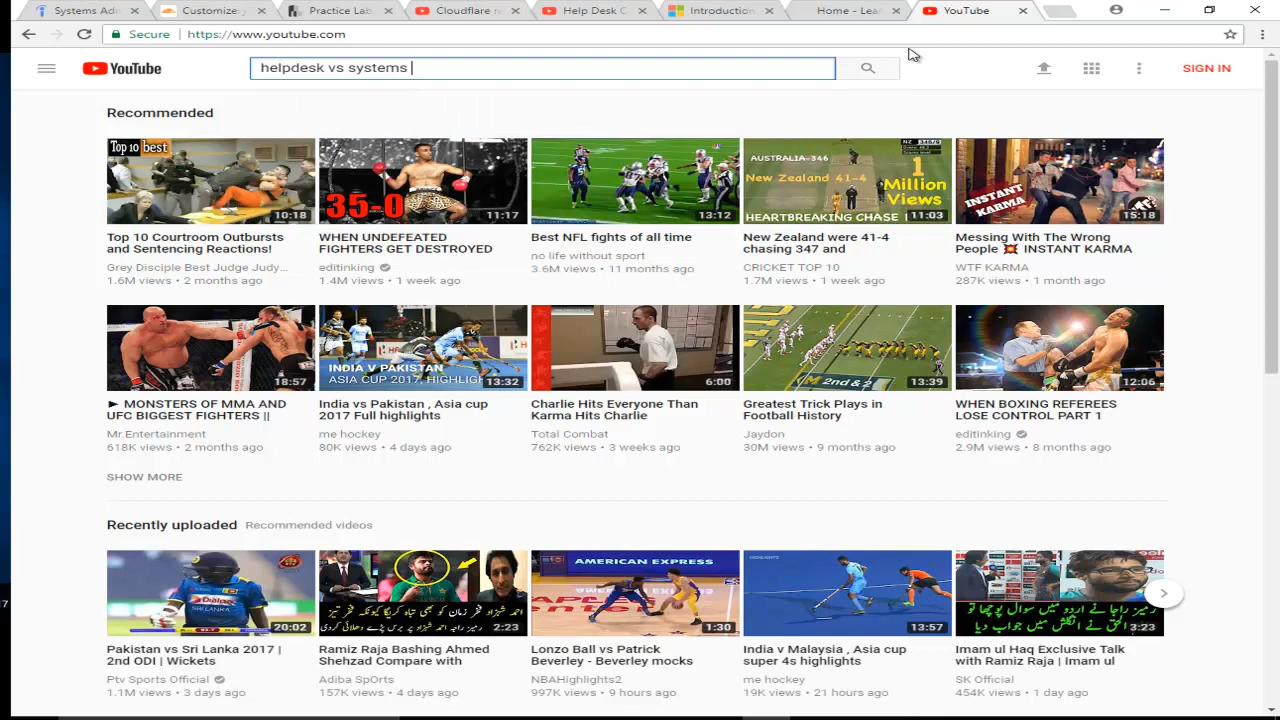 Systems Ad
Customize
Practice Lab
Cloudflare n
Help Desk C
Introduction
Home - Lear
YouTube
Secure
https://www.youtube.com
YouTube
helpdesk vs systems
SIGN IN
Recommended
Top 10 best
10:18
35-0
11:17
13:12
AUSTRALIA-346
New Zealand 41-4
1
Million
Views
HEARTBREAKING CHASE
11:03
INSTANT
KARMA
15:18
Top 10 Courtroom Outbursts
and Sentencing Reactions!
Grey Disciple Best Judge Judy...
1.6M views • 2 months ago
WHEN UNDEFEATED
FIGHTERS GET DESTROYED
editinking
1.4M views • 1 week ago
Best NFL fights of all time
no life without sport
3.6M views • 11 months ago
New Zealand were 41-4
chasing 347 and
CRICKET TOP 10
1.7M views • 1 week ago
Messing With The Wrong
People 💥 INSTANT KARMA
WTF KARMA
287K views • 1 month ago
18:57
INDIA V PAKISTAN
ASIA CUP 2017, HIGHLIG
13:32
6:00
2nd & 2
13:39
12:06
► MONSTERS OF MMA AND
UFC BIGGEST FIGHTERS ||
Mr.Entertainment
618K views • 2 months ago
India vs Pakistan , Asia cup
2017 Full highlights
me hockey
80K views • 4 days ago
Charlie Hits Everyone Than
Karma Hits Charlie
Total Combat
762K views • 3 weeks ago
Greatest Trick Plays in
Football History
Jaydon
30M views • 9 months ago
WHEN BOXING REFEREES
LOSE CONTROL PART 1
editinking
2.9M views • 8 months ago
SHOW MORE
Recently uploaded
Recommended videos
Dialog
SRI LANKA
20:02
2:23
AMERICAN EXPRESS
1:30
HIGHLIGHTS
13:57
3:23
Pakistan vs Sri Lanka 2017 |
2nd ODI | Wickets
Ptv Sports Official
1.1M views • 3 days ago
Ramiz Raja Bashing Ahmed
Shehzad Compare with
Adiba SpOrts
157K views • 4 days ago
Lonzo Ball vs Patrick
Beverley - Beverley mocks
NBAHighlights2
997K views • 9 hours ago
India v Malaysia , Asia cup
super 4s highlights
me hockey
19K views • 21 hours ago
Imam ul Haq Exclusive Talk
with Ramiz Raja | Imam ul
SK Official
454K views • 1 day ago